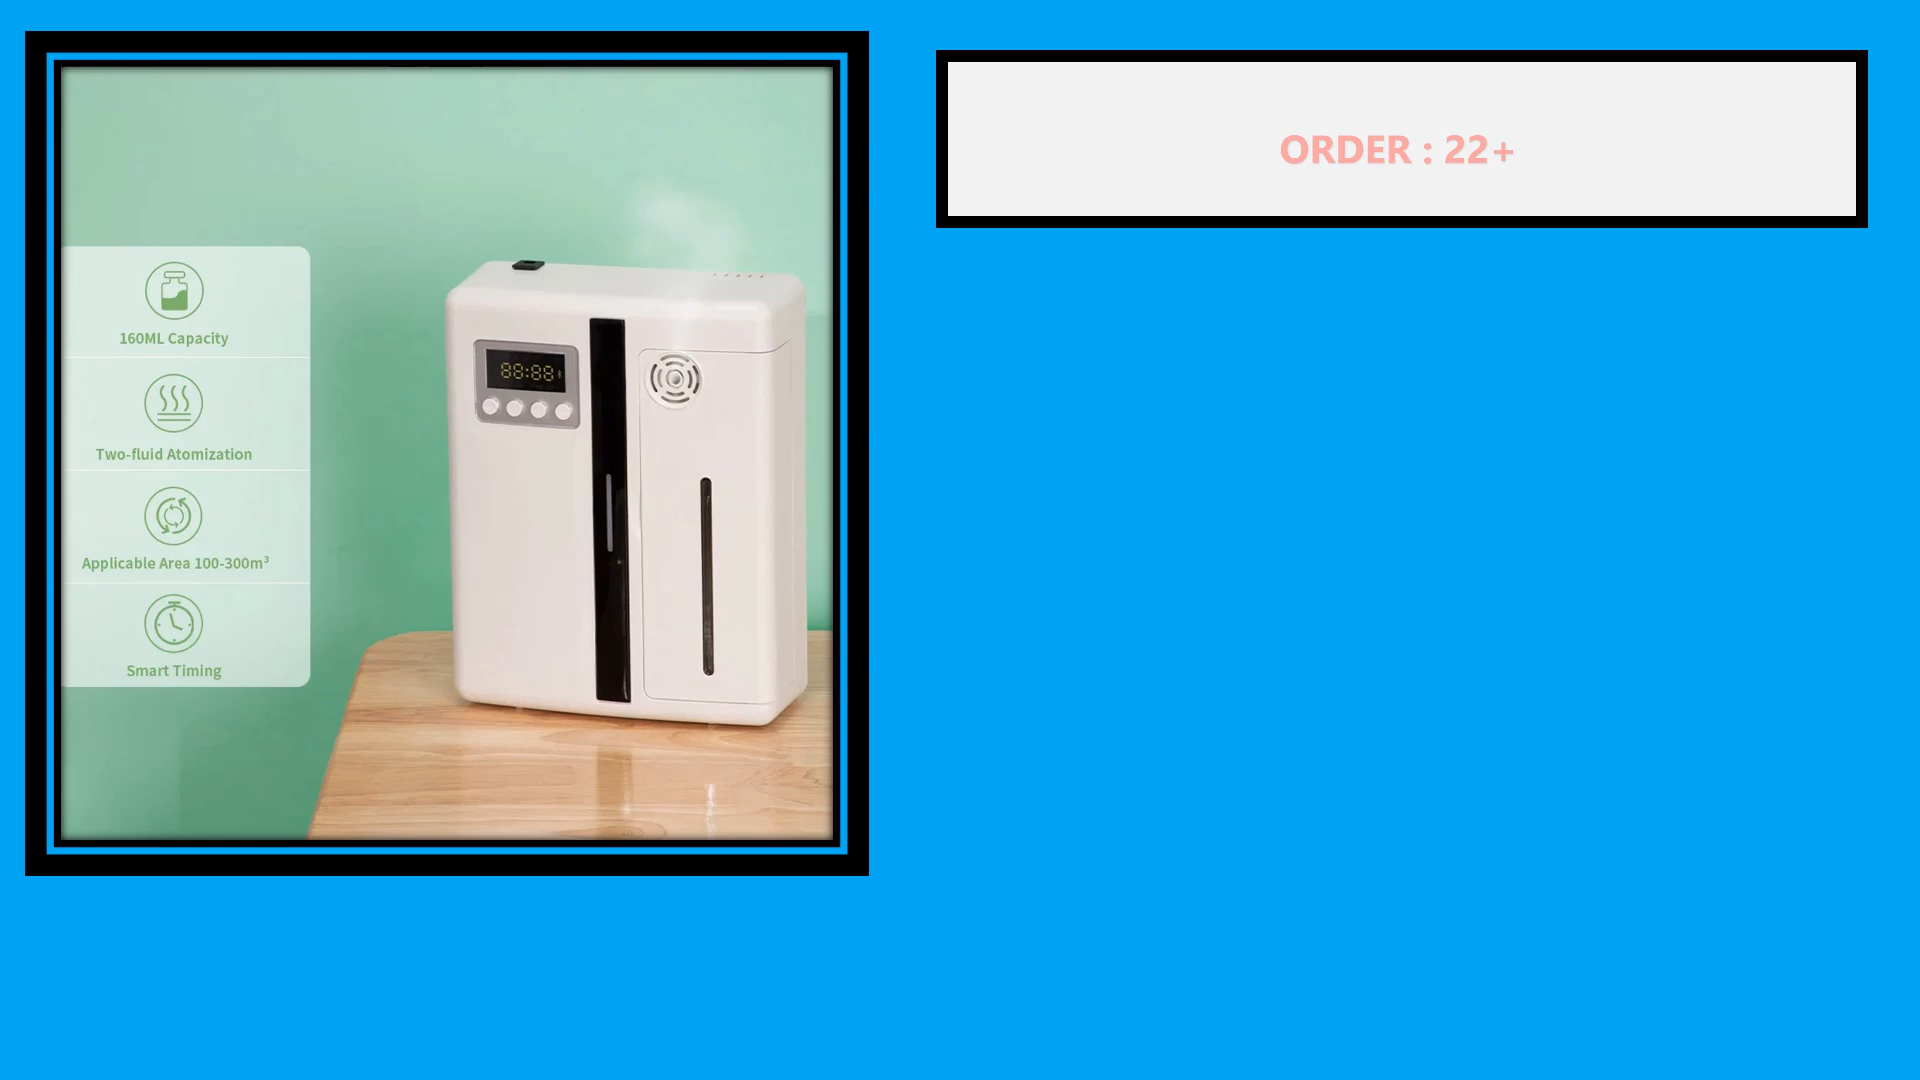 ORDER : 22+
88:88
160ML Capacity
Two-fluid Atomization
Applicable Area 100-300m³
Smart Timing